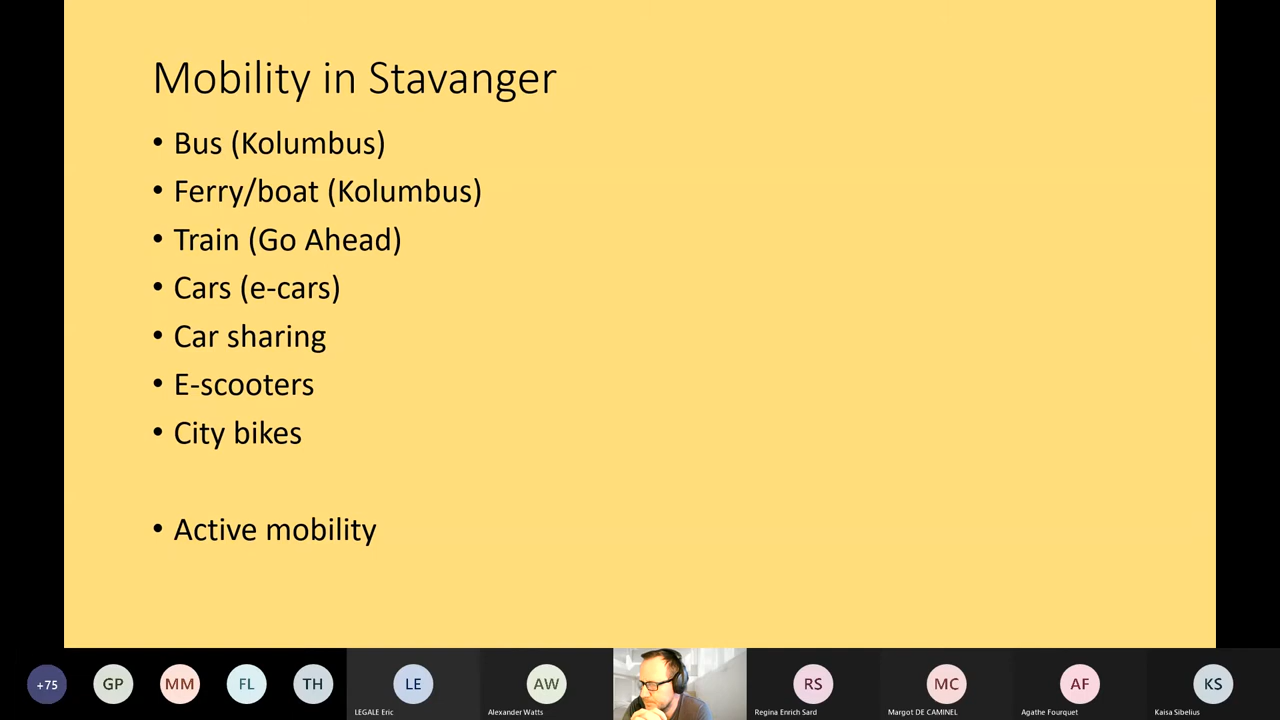 Mobility in Stavanger
• Bus (Kolumbus)
• Ferry/boat (Kolumbus)
• Train (Go Ahead)
• Cars (e-cars)
• Car sharing
• E-scooters
• City bikes
• Active mobility
+75
GP
MM
FL
TH
LE
AW
RS
MC
AF
KS
LEGALE Eric
Alexander Watts
Regina Enrich Sard
Margot DE CAMINEL
Agathe Fourquet
Kaisa Sibelius